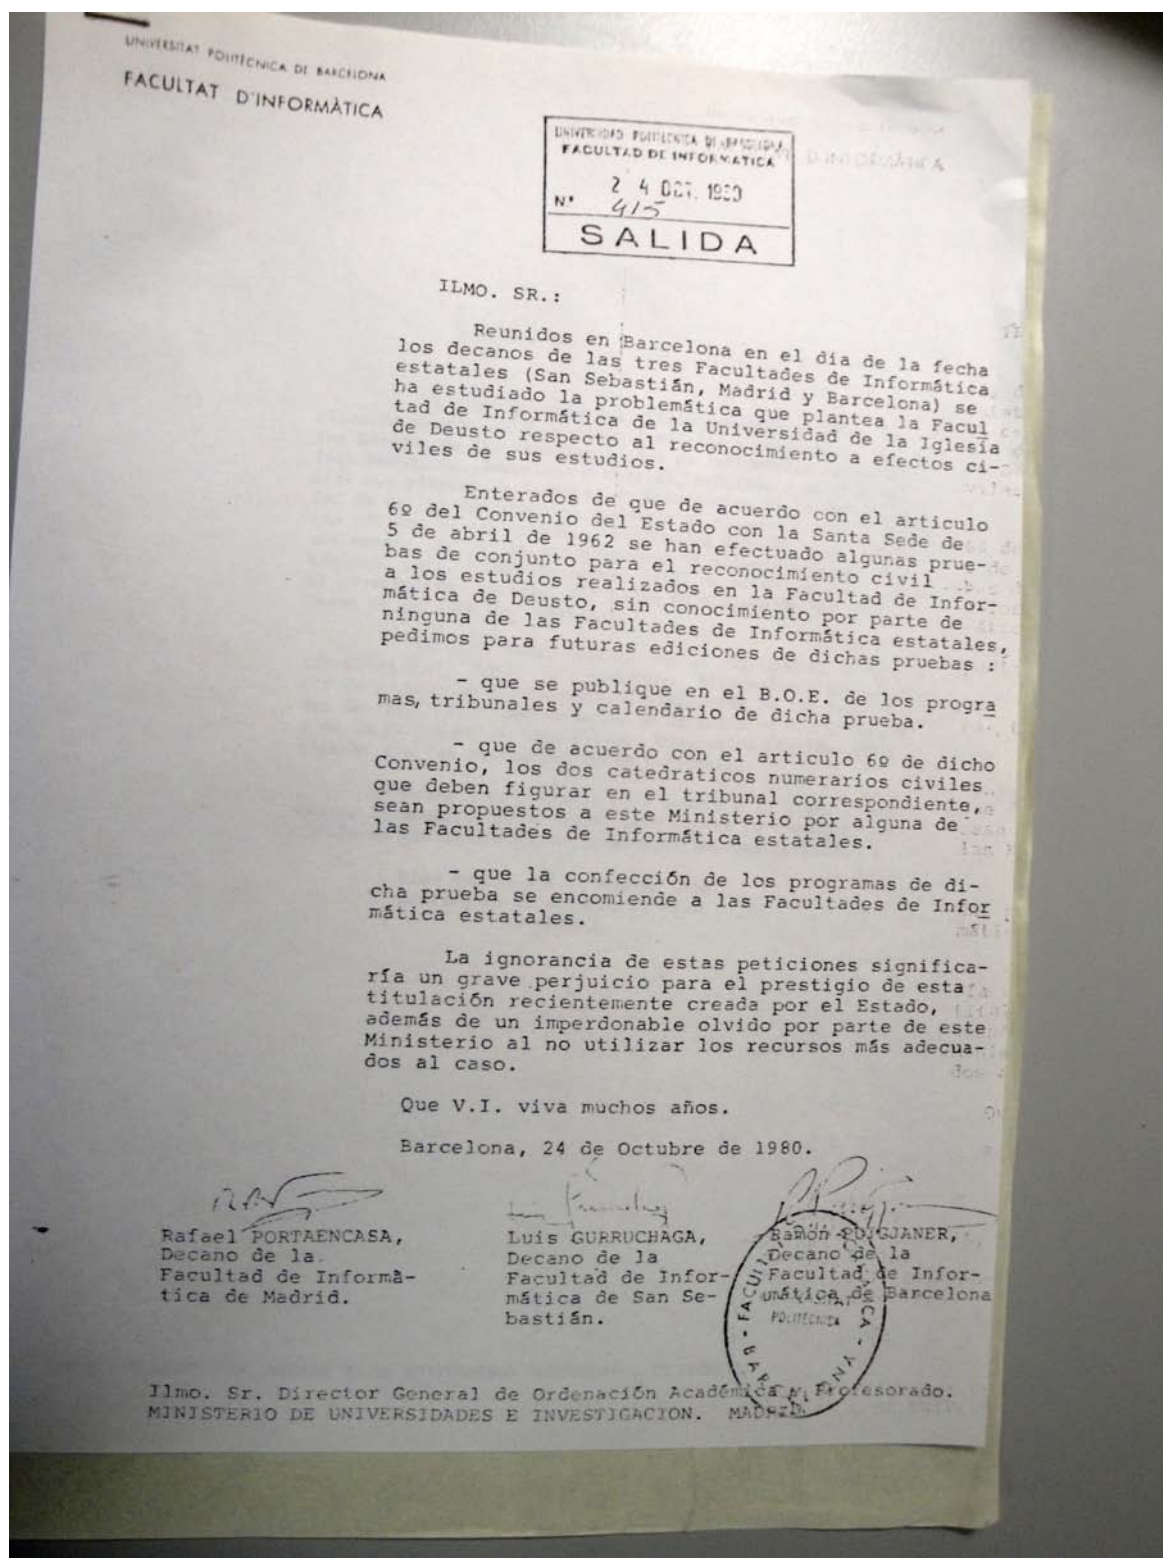 UNIVERSITAT POLITÈCNICA DE BARCELONA
FACULTAT D'INFORMÀTICA
UNIVERSIDAD POLITECNICA DE BARCELONA
FACULTAD DE INFORMATICA
24 OCT. 1980
N.º 415
SALIDA
ILMO. SR.:
Reunidos en Barcelona en el dia de la fecha
los decanos de las tres Facultades de Informática
estatales (San Sebastián, Madrid y Barcelona) se
ha estudiado la problemática que plantea la Facul
tad de Informática de la Universidad de la Iglesia
de Deusto respecto al reconocimiento a efectos ci-
viles de sus estudios.
Enterados de que de acuerdo con el articulo
6º del Convenio del Estado con la Santa Sede de
5 de abril de 1962 se han efectuado algunas prue-
bas de conjunto para el reconocimiento civil
a los estudios realizados en la Facultad de Infor-
mática de Deusto, sin conocimiento por parte de
ninguna de las Facultades de Informática estatales,
pedimos para futuras ediciones de dichas pruebas :
- que se publique en el B.O.E. de los progra
mas, tribunales y calendario de dicha prueba.
- que de acuerdo con el articulo 6º de dicho
Convenio, los dos catedraticos numerarios civiles
que deben figurar en el tribunal correspondiente,
sean propuestos a este Ministerio por alguna de
las Facultades de Informática estatales.
- que la confección de los programas de di-
cha prueba se encomiende a las Facultades de Infor
mática estatales.
La ignorancia de estas peticiones significa-
ría un grave perjuicio para el prestigio de esta
titulación recientemente creada por el Estado,
además de un imperdonable olvido por parte de este
Ministerio al no utilizar los recursos más adecua-
dos al caso.
Que V.I. viva muchos años.
Barcelona, 24 de Octubre de 1980.
Rafael PORTAENCASA,
Decano de la
Facultad de Informá-
tica de Madrid.
Luis GURRUCHAGA,
Decano de la
Facultad de Infor-
mática de San Se-
bastián.
Ramón PUIGJANER,
Decano de la
Facultad de Infor-
mática de Barcelona
POLITECNICA
Ilmo. Sr. Director General de Ordenación Académica y Profesorado.
MINISTERIO DE UNIVERSIDADES E INVESTIGACION. MADRID.